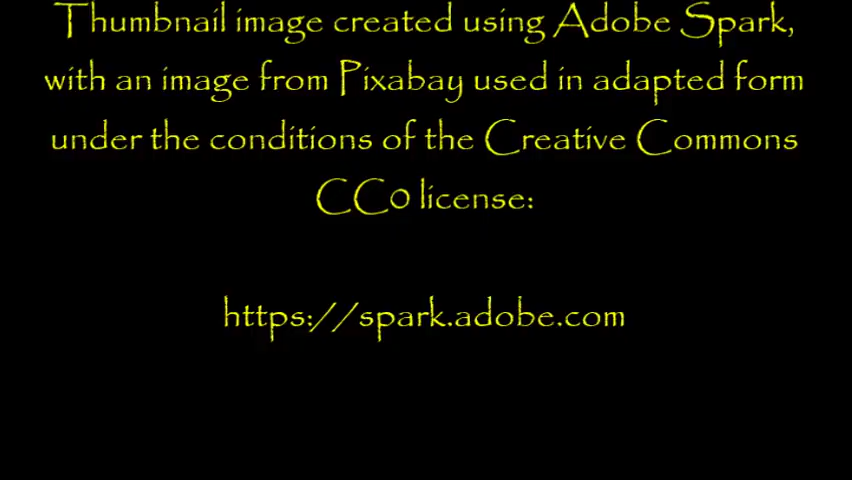 Thumbnail image created using Adobe Spark,
with an image from Pixabay used in adapted form
under the conditions of the Creative Commons
CC0 license:
https://spark.adobe.com